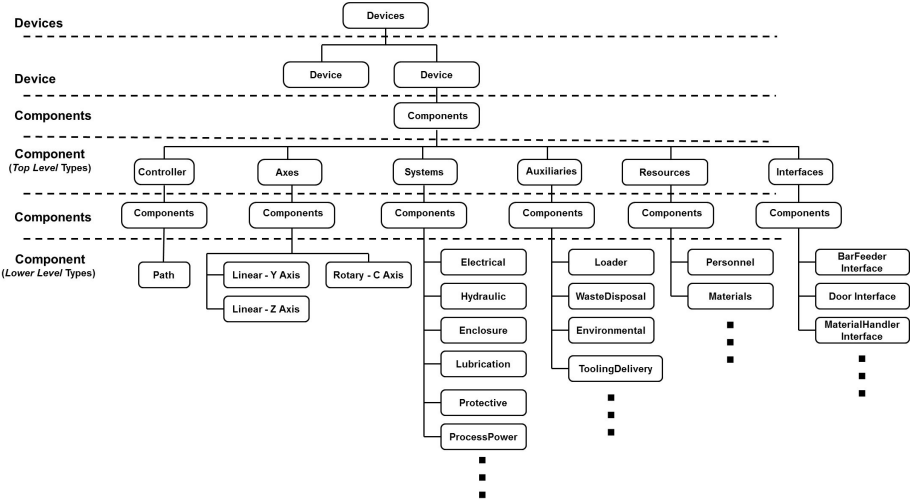 Devices
Devices
Device
Device
Device
Components
Components
Component
(Top Level Types)
Controller
Axes
Systems
Auxiliaries
Resources
Interfaces
Components
Components
Components
Components
Components
Components
Components
Component
(Lower Level Types)
Path
Linear - Y Axis
Rotary - C Axis
Linear - Z Axis
Electrical
Hydraulic
Enclosure
Lubrication
Protective
ProcessPower
Loader
WasteDisposal
Environmental
ToolingDelivery
Personnel
Materials
BarFeeder
Interface
Door Interface
MaterialHandler
Interface